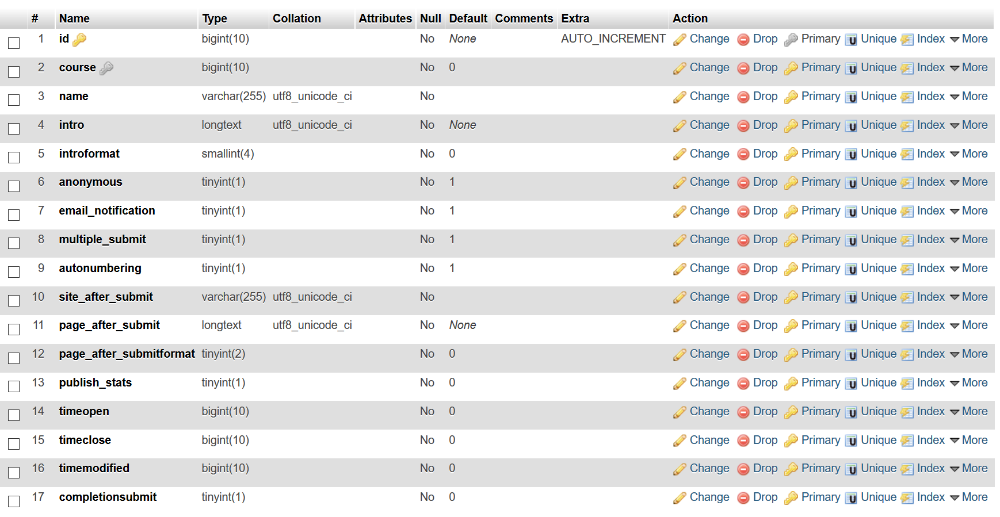 # Name Type Collation Attributes Null Default Comments Extra Action
1 id bigint(10) No None AUTO_INCREMENT Change Drop Primary Unique Index More
2 course bigint(10) No 0 Change Drop Primary Unique Index More
3 name varchar(255) utf8_unicode_ci No Change Drop Primary Unique Index More
4 intro longtext utf8_unicode_ci No None Change Drop Primary Unique Index More
5 introformat smallint(4) No 0 Change Drop Primary Unique Index More
6 anonymous tinyint(1) No 1 Change Drop Primary Unique Index More
7 email_notification tinyint(1) No 1 Change Drop Primary Unique Index More
8 multiple_submit tinyint(1) No 1 Change Drop Primary Unique Index More
9 autonumbering tinyint(1) No 1 Change Drop Primary Unique Index More
10 site_after_submit varchar(255) utf8_unicode_ci No Change Drop Primary Unique Index More
11 page_after_submit longtext utf8_unicode_ci No None Change Drop Primary Unique Index More
12 page_after_submitformat tinyint(2) No 0 Change Drop Primary Unique Index More
13 publish_stats tinyint(1) No 0 Change Drop Primary Unique Index More
14 timeopen bigint(10) No 0 Change Drop Primary Unique Index More
15 timeclose bigint(10) No 0 Change Drop Primary Unique Index More
16 timemodified bigint(10) No 0 Change Drop Primary Unique Index More
17 completionsubmit tinyint(1) No 0 Change Drop Primary Unique Index More